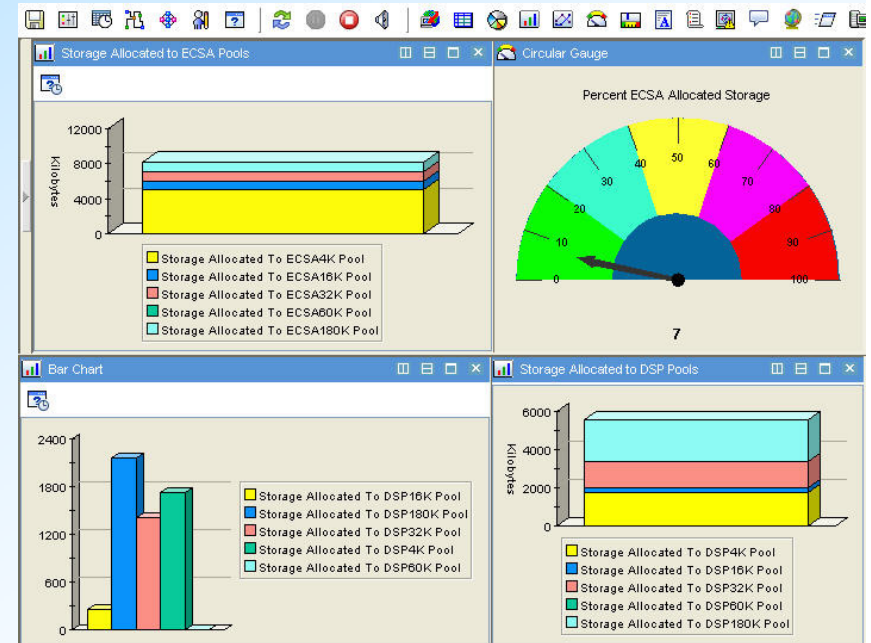 Storage Allocated to ECSA Pools
12000
8000
4000
0
Kilobytes
Storage Allocated To ECSA4K Pool
Storage Allocated To ECSA16K Pool
Storage Allocated To ECSA32K Pool
Storage Allocated To ECSA60K Pool
Storage Allocated To ECSA180K Pool
Circular Gauge
Percent ECSA Allocated Storage
0
10
20
30
40
50
60
70
80
90
100
7
Bar Chart
2400
1800
1200
600
0
Storage Allocated To DSP16K Pool
Storage Allocated To DSP180K Pool
Storage Allocated To DSP32K Pool
Storage Allocated To DSP4K Pool
Storage Allocated To DSP60K Pool
Storage Allocated to DSP Pools
6000
4000
2000
0
Kilobytes
Storage Allocated To DSP4K Pool
Storage Allocated To DSP16K Pool
Storage Allocated To DSP32K Pool
Storage Allocated To DSP60K Pool
Storage Allocated To DSP180K Pool